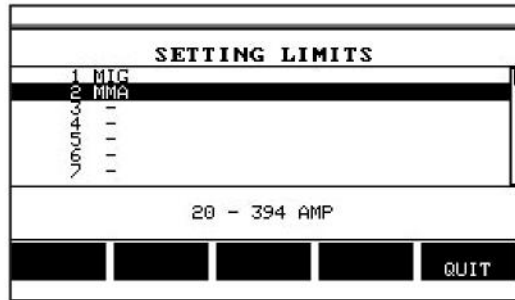 SETTING LIMITS
1 MIG
2 MMA
3 -
4 -
5 -
6 -
7 -
20 - 394 AMP
QUIT